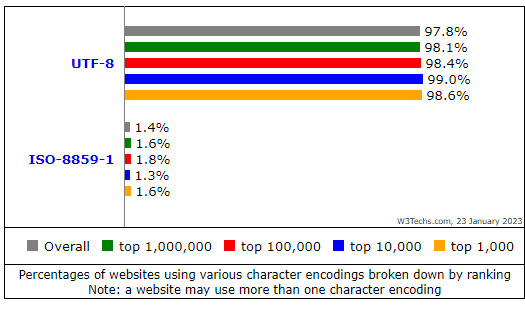 UTF-8
97.8%
98.1%
98.4%
99.0%
98.6%
ISO-8859-1
1.4%
1.6%
1.8%
1.3%
1.6%
W3Techs.com, 23 January 2023
Overall top 1,000,000 top 100,000 top 10,000 top 1,000
Percentages of websites using various character encodings broken down by ranking
Note: a website may use more than one character encoding